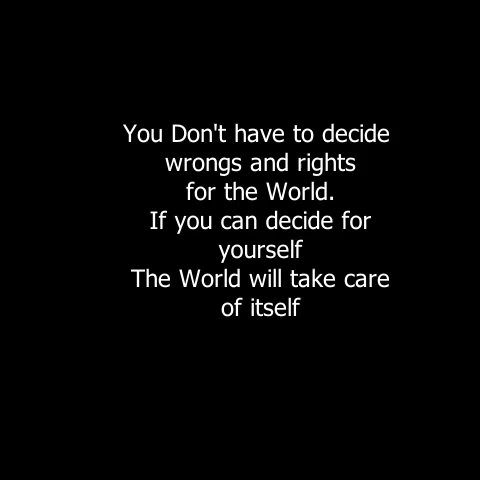 You Don't have to decide
wrongs and rights
for the World.
If you can decide for
yourself
The World will take care
of itself